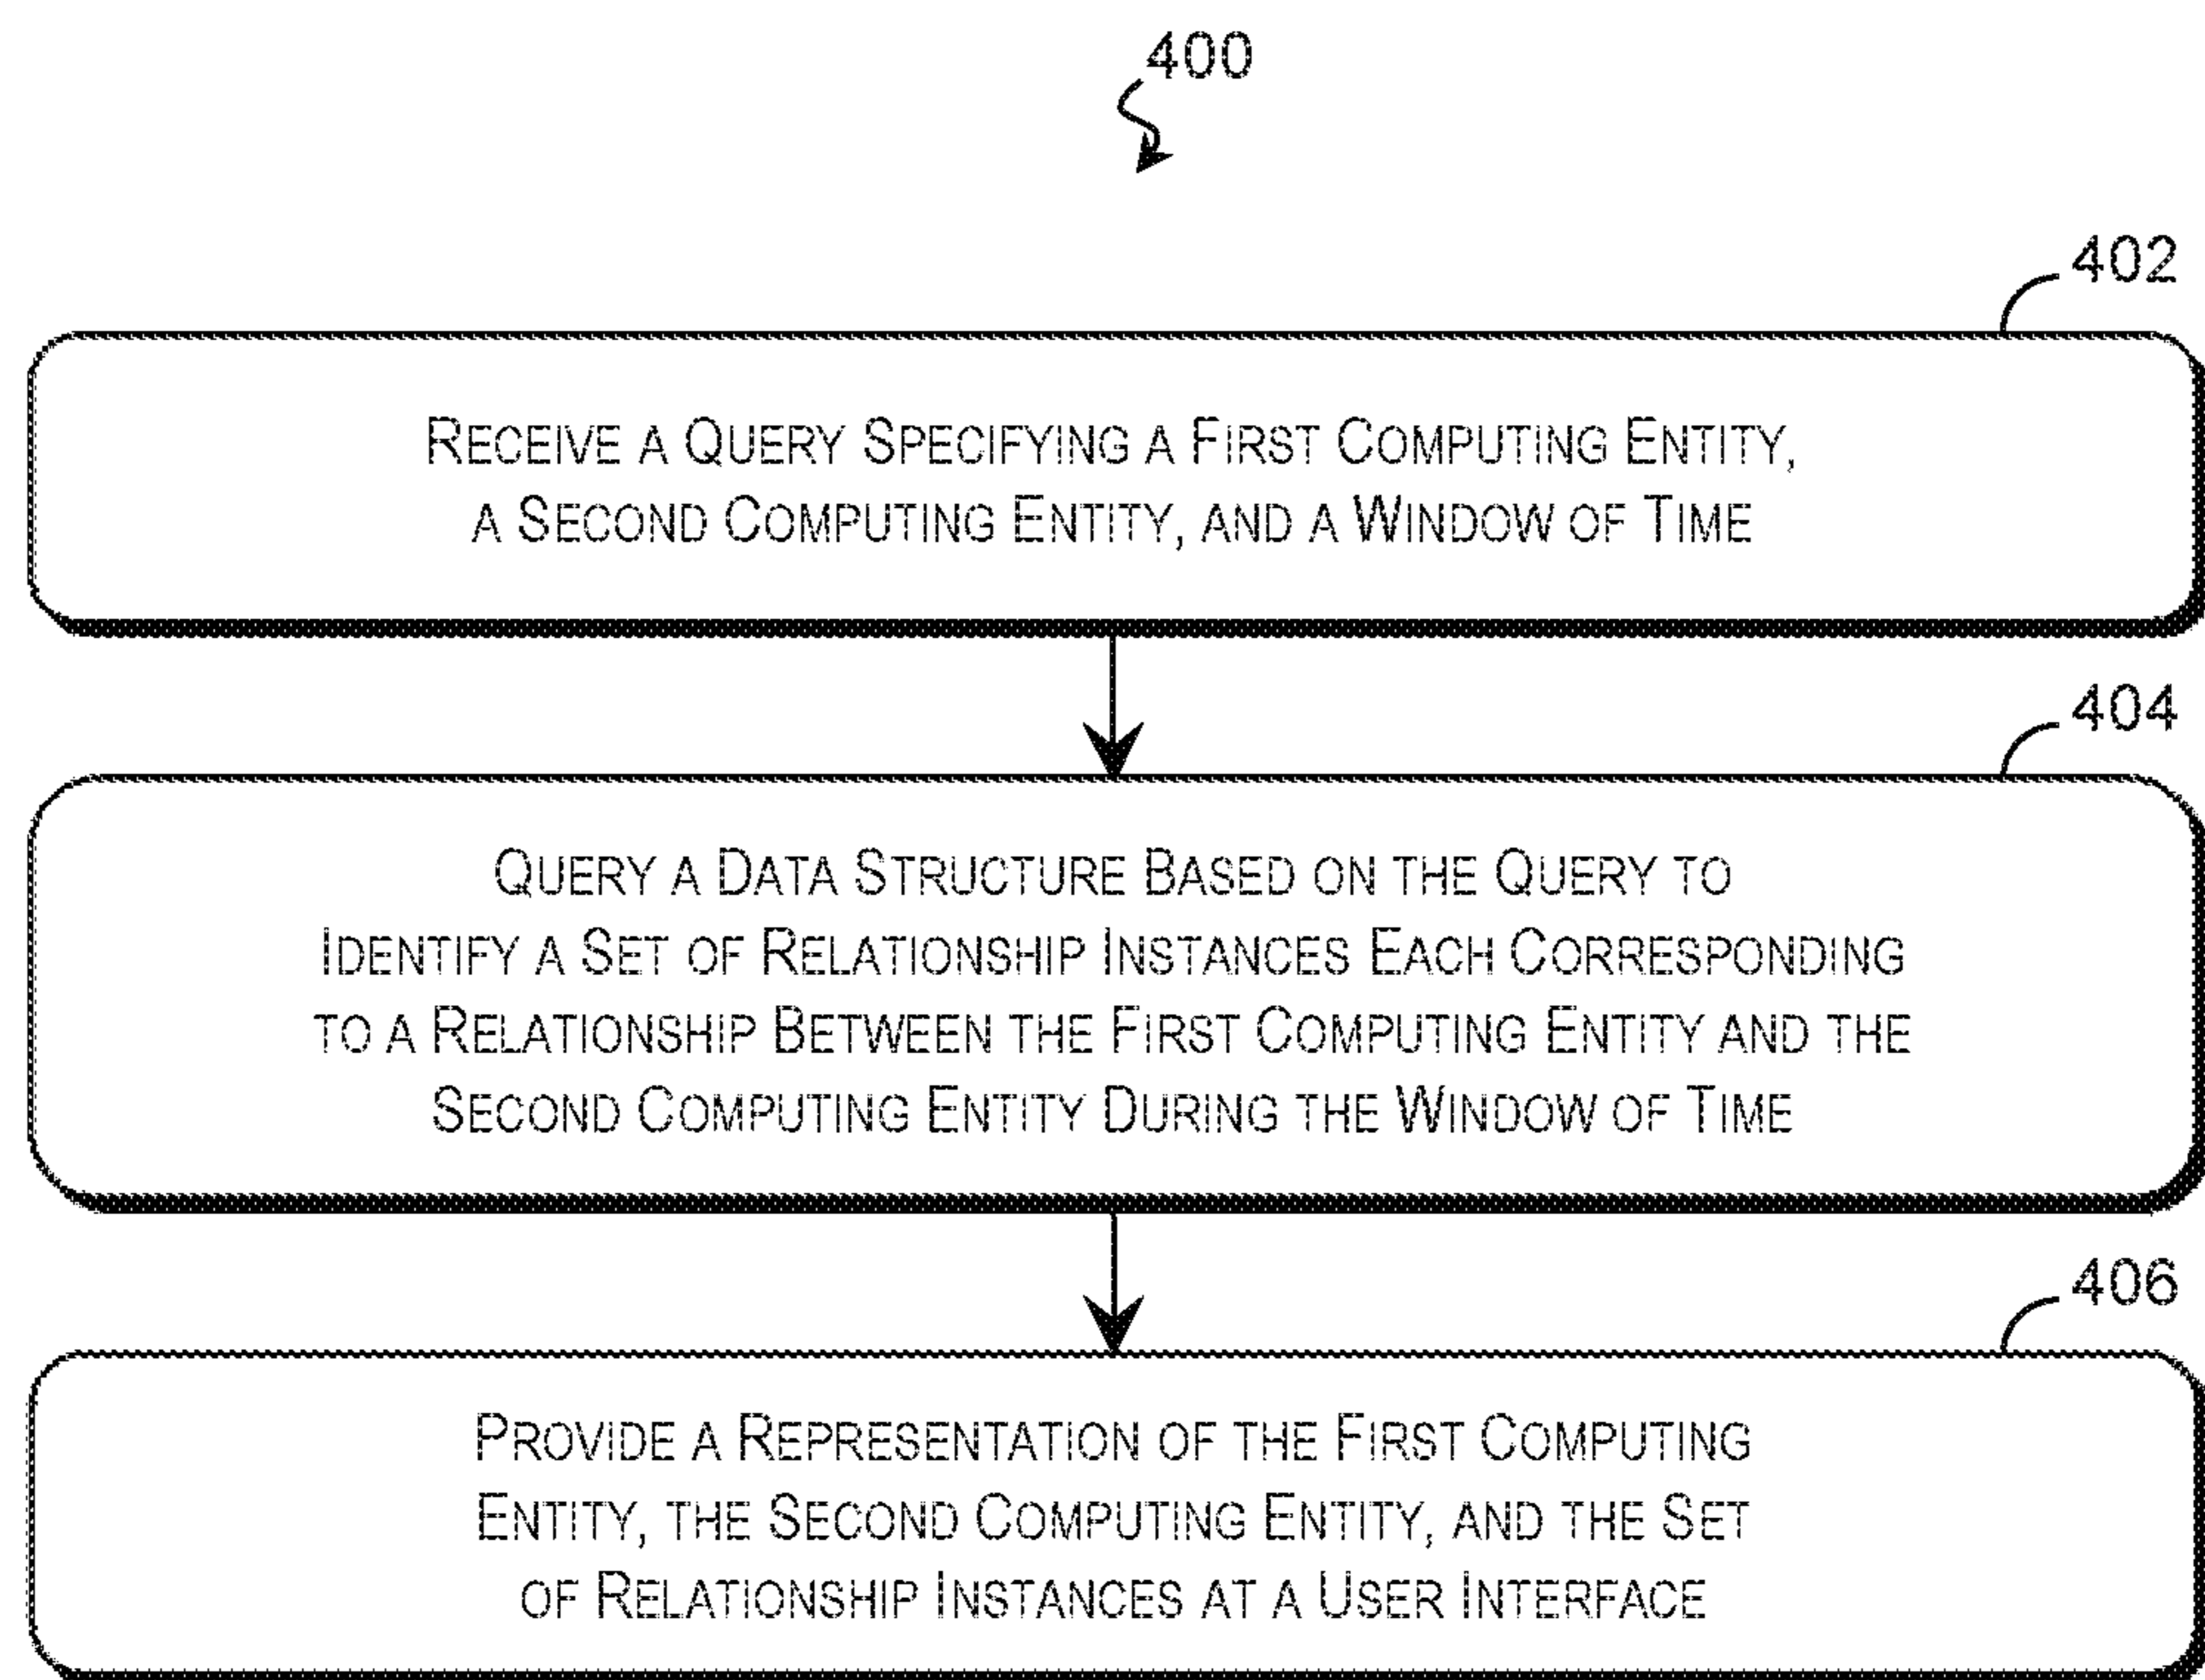 400
402
RECEIVE A QUERY SPECIFYING A FIRST COMPUTING ENTITY,
A SECOND COMPUTING ENTITY, AND A WINDOW OF TIME
404
QUERY A DATA STRUCTURE BASED ON THE QUERY TO
IDENTIFY A SET OF RELATIONSHIP INSTANCES EACH CORRESPONDING
TO A RELATIONSHIP BETWEEN THE FIRST COMPUTING ENTITY AND THE
SECOND COMPUTING ENTITY DURING THE WINDOW OF TIME
406
PROVIDE A REPRESENTATION OF THE FIRST COMPUTING
ENTITY, THE SECOND COMPUTING ENTITY, AND THE SET
OF RELATIONSHIP INSTANCES AT A USER INTERFACE